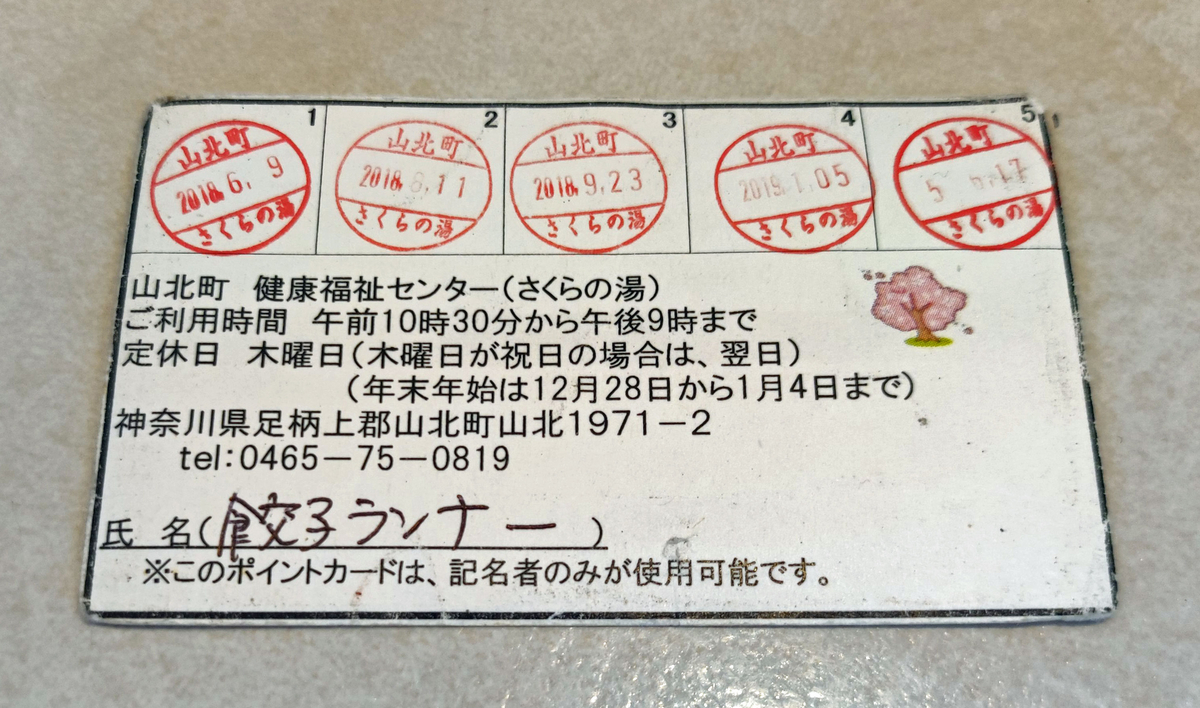 1 2 3 4 5
山北町 山北町 山北町 山北町 山北町
2018.6.9 2018. .11 2018.9.23 2019.1.05
さくらの湯 さくらの湯 さくらの湯 さくらの湯 さくらの湯
山北町 健康福祉センター(さくらの湯)
ご利用時間 午前10時30分から午後9時まで
定休日 木曜日(木曜日が祝日の場合は、翌日)
(年末年始は12月28日から1月4日まで)
神奈川県足柄上郡山北町山北1971-2
tel:0465-75-0819
氏 名(餃子ランナー)
※このポイントカードは、記名者のみが使用可能です。